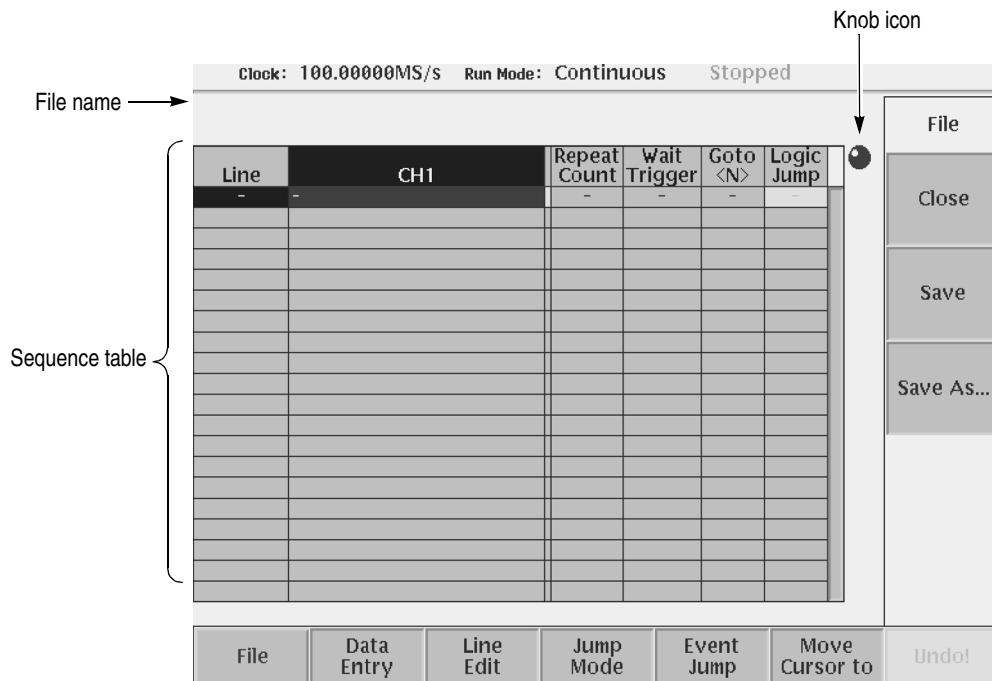 Knob icon
Clock: 100.00000MS/s Run Mode: Continuous Stopped
File name
File
Line CH1 Repeat Count Wait Trigger Goto <N> Logic Jump
- - - - - -
Close
Save
Sequence table
Save As...
File Data Entry Line Edit Jump Mode Event Jump Move Cursor to Undo!